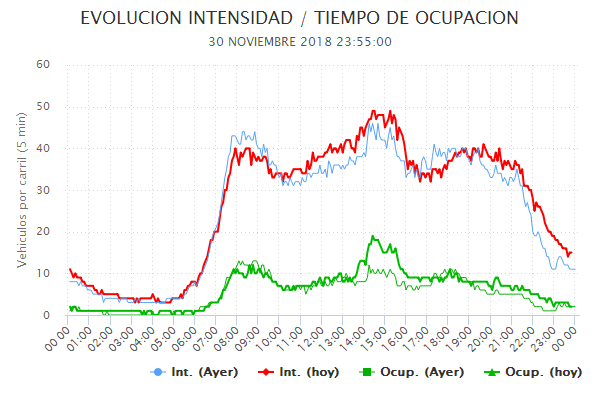 EVOLUCION INTENSIDAD / TIEMPO DE OCUPACION
30 NOVIEMBRE 2018 23:55:00
Vehiculos por carril (5 min)
60
50
40
30
20
10
0
00:00 01:00 02:00 03:00 04:00 05:00 06:00 07:00 08:00 09:00 10:00 11:00 12:00 13:00 14:00 15:00 16:00 17:00 18:00 19:00 20:00 21:00 22:00 23:00 00:00
Int. (Ayer) Int. (hoy) Ocup. (Ayer) Ocup. (hoy)